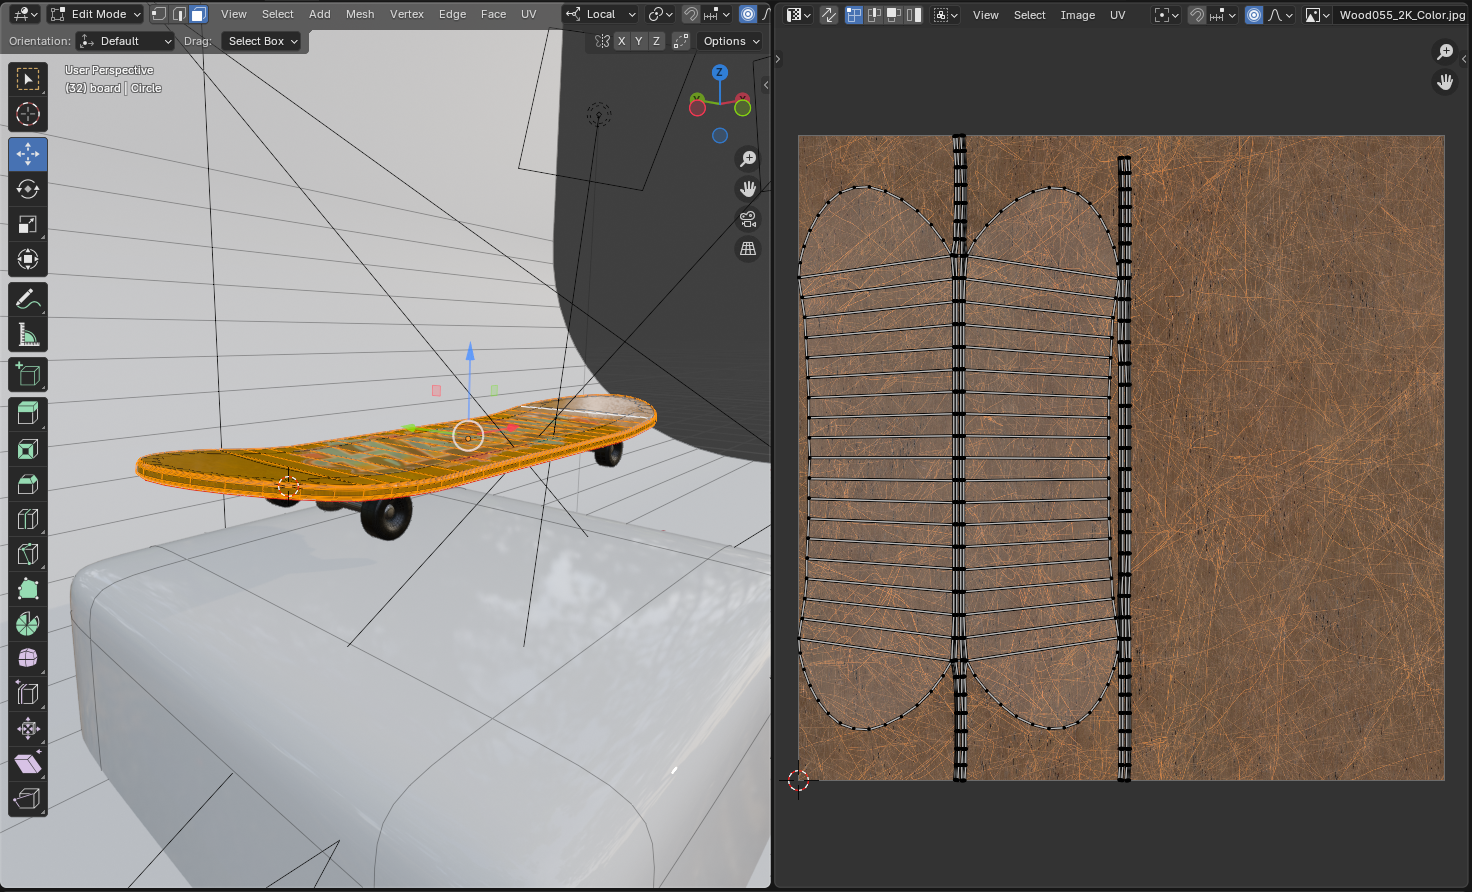 Edit Mode View Select Add Mesh Vertex Edge Face UV Local
View Select Image UV Wood055_2K_Color.jpg
Orientation: Default Drag: Select Box X Y Z Options
User Perspective
(32) board | Circle
Z
Y
X